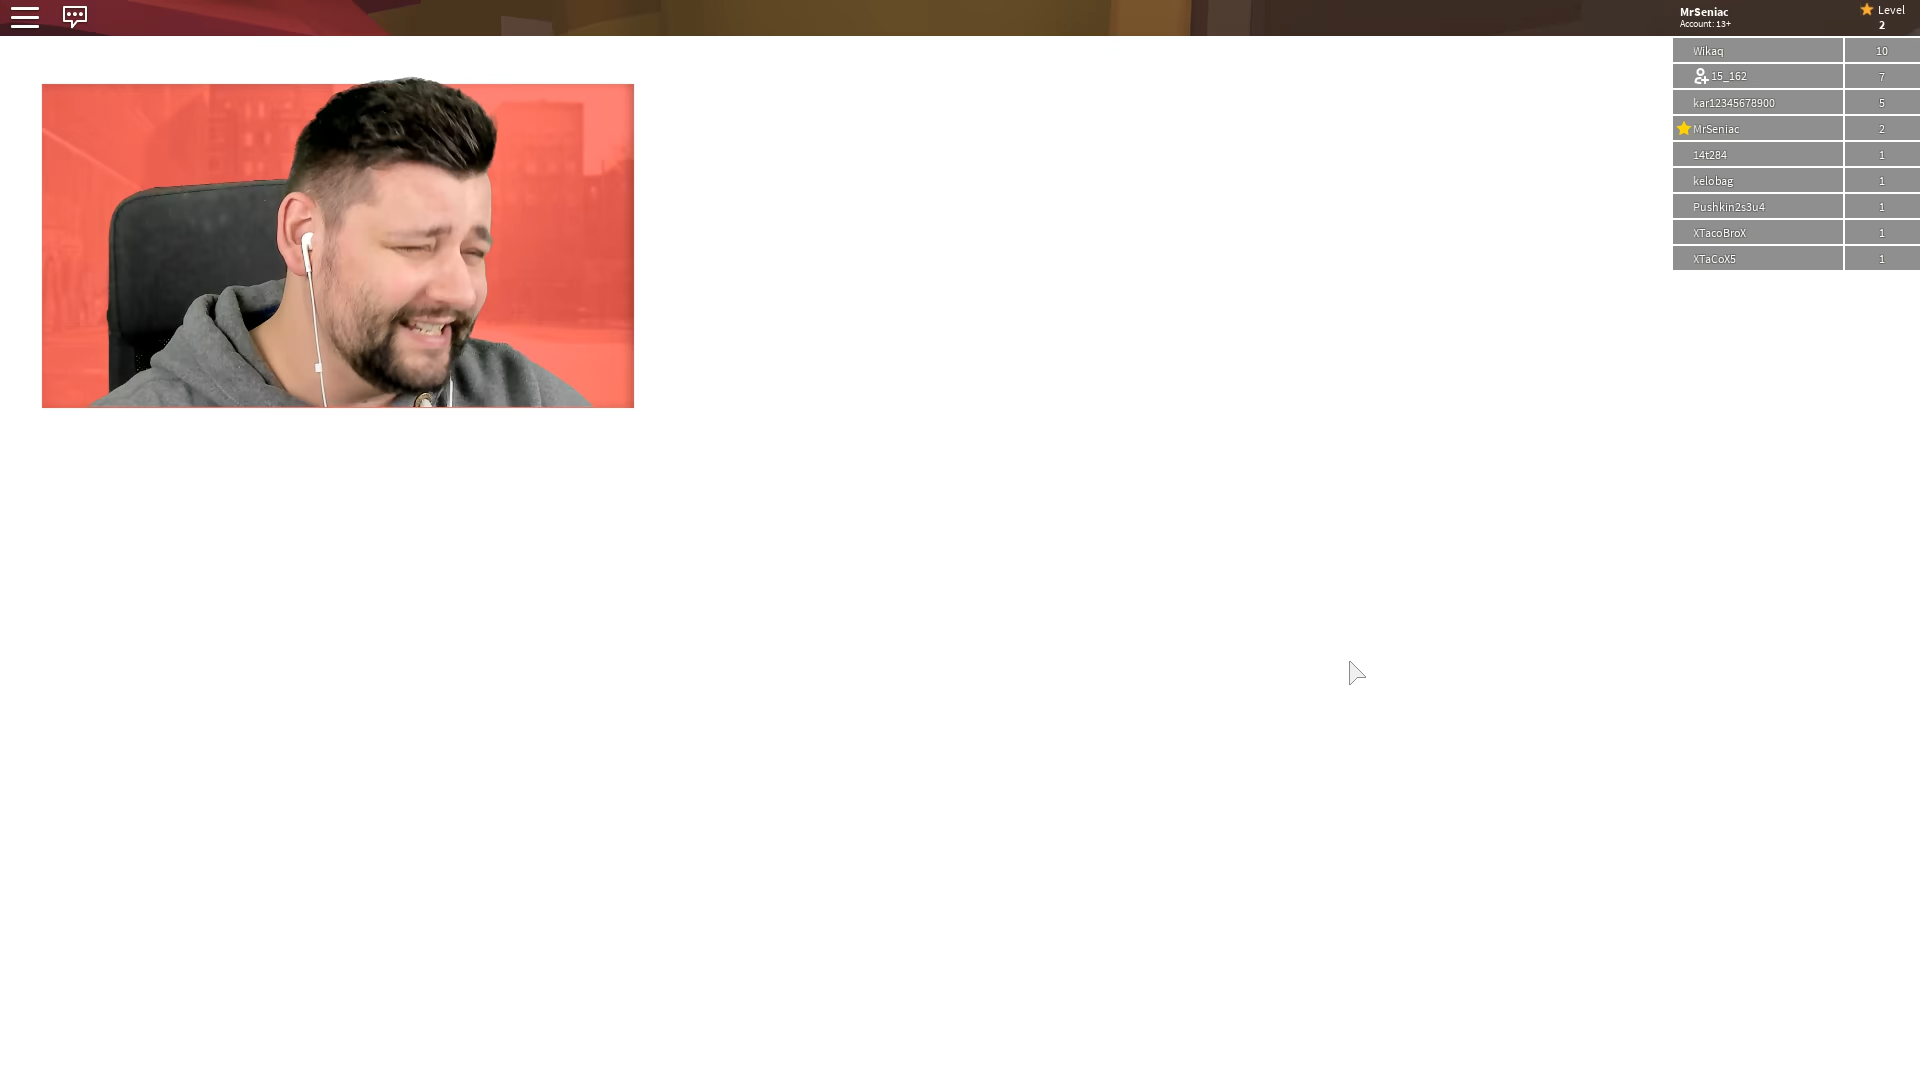 MrSeniac
Account: 13+
Level
2
Wikaq 10
15_162 7
kar12345678900 5
MrSeniac 2
14t284 1
kelobag 1
Pushkin2s3u4 1
XTacoBroX 1
XTaCoX5 1